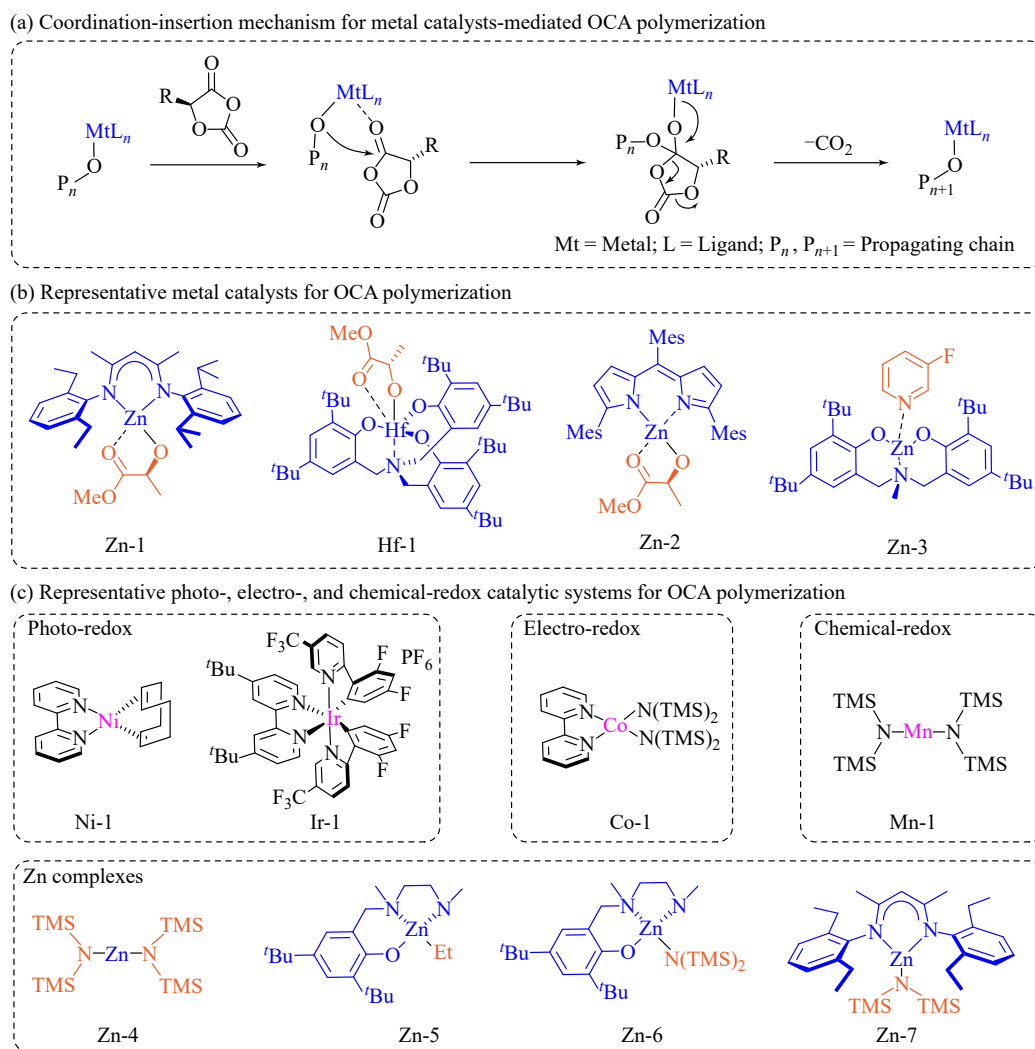 (a) Coordination-insertion mechanism for metal catalysts-mediated OCA polymerization
MtLₙ
O
Pₙ
R
O
O
O
O
MtLₙ
O
Pₙ
O
R
O
O
O
MtLₙ
O
Pₙ
O
R
O
O
O
−CO₂
MtLₙ
O
Pₙ₊₁
Mt = Metal; L = Ligand; Pₙ, Pₙ₊₁ = Propagating chain
(b) Representative metal catalysts for OCA polymerization
N
N
Zn
O
O
MeO
Zn-1
MeO
O
O
ᵗBu
ᵗBu
O
O
Hf
O
N
ᵗBu
ᵗBu
ᵗBu
ᵗBu
Hf-1
Mes
N
N
Mes
Zn
Mes
O
O
MeO
Zn-2
F
N
ᵗBu
ᵗBu
O
Zn
O
ᵗBu
N
ᵗBu
Zn-3
(c) Representative photo-, electro-, and chemical-redox catalytic systems for OCA polymerization
Photo-redox
N
Ni
N
Ni-1
F₃C
F
PF₆
ᵗBu
N
F
N
Ir
N
F
ᵗBu
N
F
F₃C
Ir-1
Electro-redox
N
N(TMS)₂
Co
N
N(TMS)₂
Co-1
Chemical-redox
TMS
TMS
N
Mn
N
TMS
TMS
Mn-1
Zn complexes
TMS
TMS
N
Zn
N
TMS
TMS
Zn-4
N
N
Zn
O
Et
ᵗBu
ᵗBu
Zn-5
N
N
Zn
O
N(TMS)₂
ᵗBu
ᵗBu
Zn-6
N
N
Zn
N
TMS
TMS
Zn-7